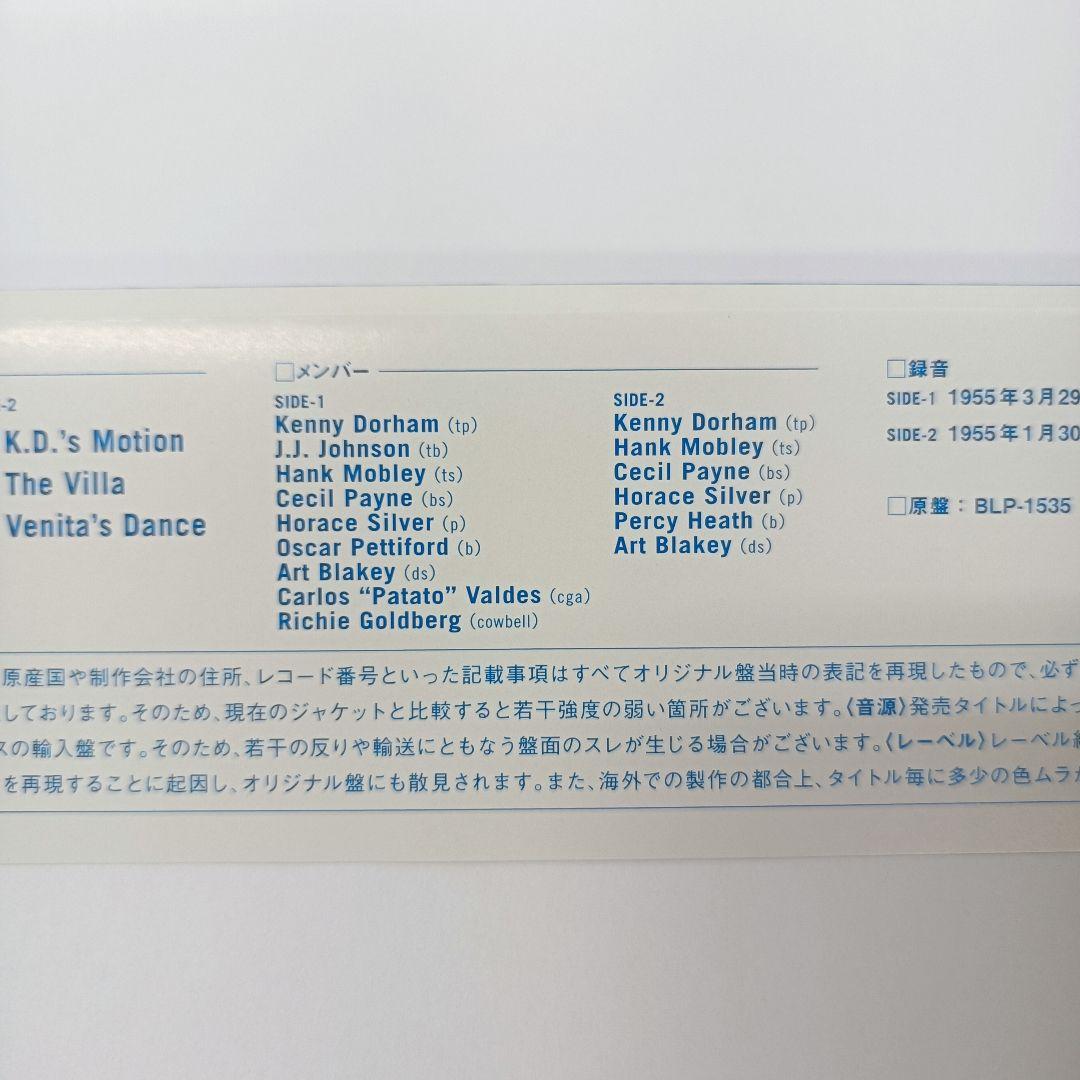 -2
K.D.'s Motion
The Villa
Venita's Dance
□メンバー
SIDE-1
Kenny Dorham (tp)
J.J. Johnson (tb)
Hank Mobley (ts)
Cecil Payne (bs)
Horace Silver (p)
Oscar Pettiford (b)
Art Blakey (ds)
Carlos “Patato” Valdes (cga)
Richie Goldberg (cowbell)
SIDE-2
Kenny Dorham (tp)
Hank Mobley (ts)
Cecil Payne (bs)
Horace Silver (p)
Percy Heath (b)
Art Blakey (ds)
□録音
SIDE-1 1955年3月29
SIDE-2 1955年1月30
□原盤：BLP-1535
原産国や制作会社の住所、レコード番号といった記載事項はすべてオリジナル盤当時の表記を再現したもので、必ず
しております。そのため、現在のジャケットと比較すると若干強度の弱い箇所がございます。〈音源〉発売タイトルによっ
スの輸入盤です。そのため、若干の反りや輸送にともなう盤面のスレが生じる場合がございます。〈レーベル〉レーベル
を再現することに起因し、オリジナル盤にも散見されます。また、海外での製作の都合上、タイトル毎に多少の色ムラが